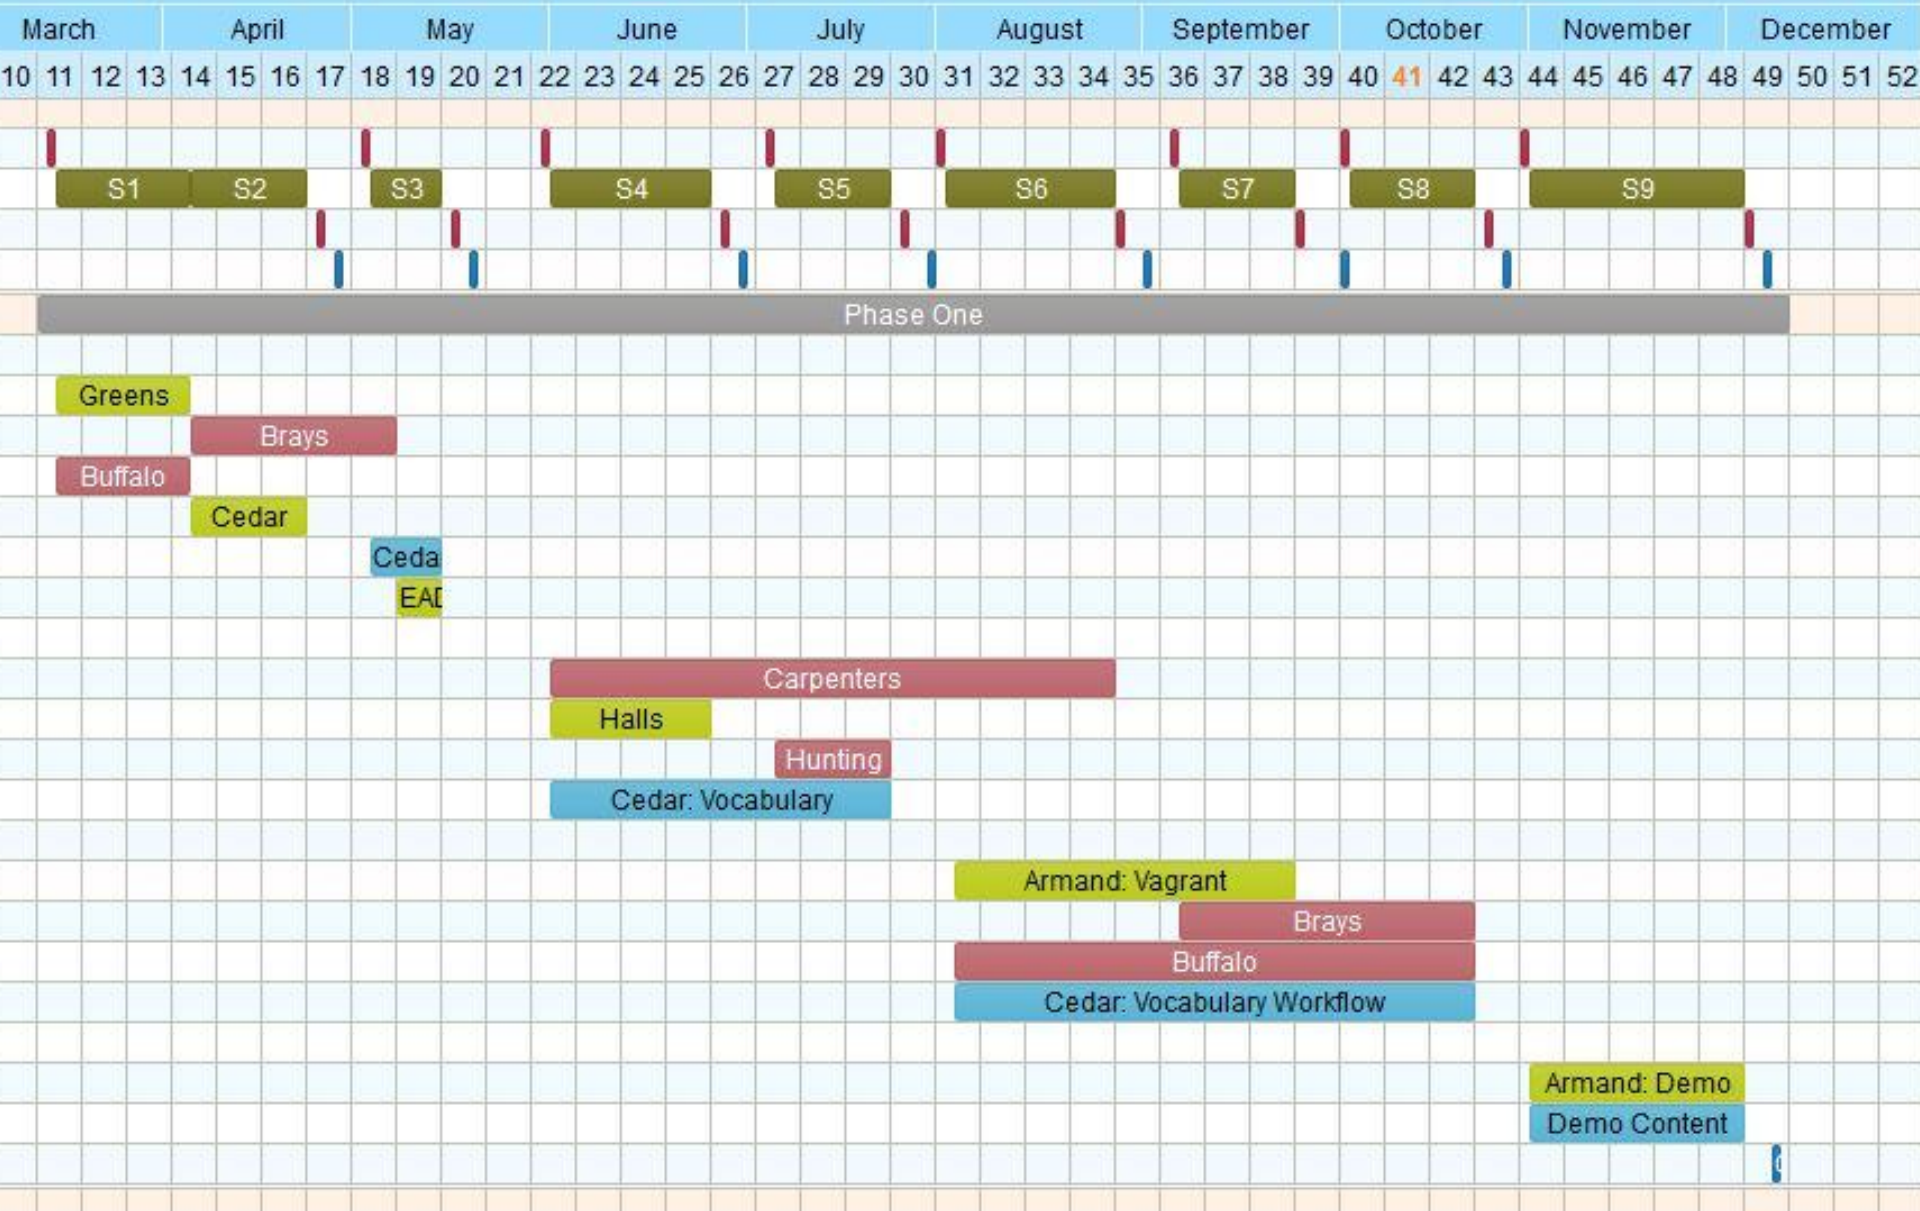 March April May June July August September October November December
10 11 12 13 14 15 16 17 18 19 20 21 22 23 24 25 26 27 28 29 30 31 32 33 34 35 36 37 38 39 40 41 42 43 44 45 46 47 48 49 50 51 52
S1 S2 S3 S4 S5 S6 S7 S8 S9
Phase One
Greens
Brays
Buffalo
Cedar
Ceda
EAD
Carpenters
Halls
Hunting
Cedar: Vocabulary
Armand: Vagrant
Brays
Buffalo
Cedar: Vocabulary Workflow
Armand: Demo
Demo Content